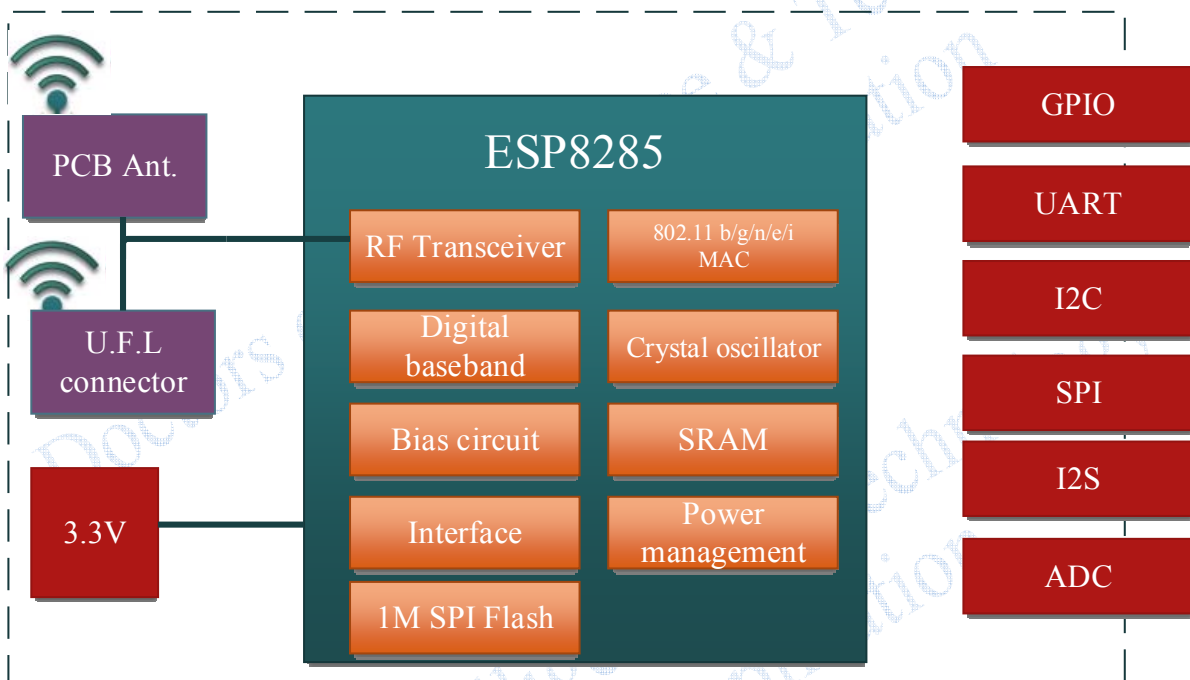 PCB Ant.
U.F.L
connector
3.3V
ESP8285
RF Transceiver
802.11 b/g/n/e/i
MAC
Digital
baseband
Crystal oscillator
Bias circuit
SRAM
Interface
Power
management
1M SPI Flash
GPIO
UART
I2C
SPI
I2S
ADC